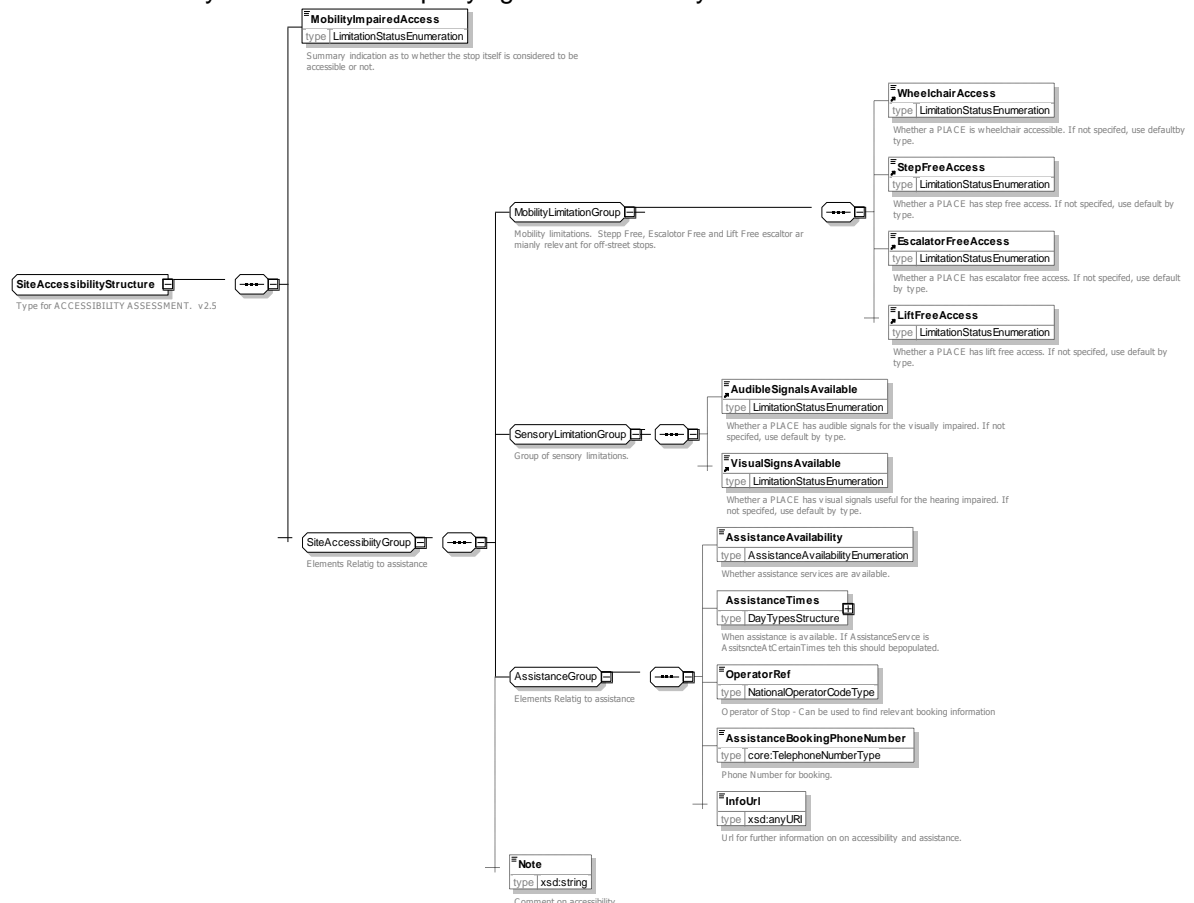 MobilityImpairedAccess
type LimitationStatusEnumeration
Summary indication as to whether the stop itself is considered to be
accessible or not.
WheelchairAccess
type LimitationStatusEnumeration
Whether a PLACE is wheelchair accessible. If not specifed, use defaultby
type.
StepFreeAccess
type LimitationStatusEnumeration
Whether a PLACE has step free access. If not specifed, use default by
type.
MobilityLimitationGroup
Mobility limitations. Stepp Free, Escalotor Free and Lift Free escaltor ar
mianly relevant for off-street stops.
EscalatorFreeAccess
type LimitationStatusEnumeration
Whether a PLACE has escalator free access. If not specifed, use default
by type.
SiteAccessibilityStructure
Type for ACCESSIBILITY ASSESSMENT. v2.5
LiftFreeAccess
type LimitationStatusEnumeration
Whether a PLACE has lift free access. If not specifed, use default by
type.
AudibleSignalsAvailable
type LimitationStatusEnumeration
Whether a PLACE has audible signals for the visually impaired. If not
specifed, use default by type.
SensoryLimitationGroup
Group of sensory limitations.
VisualSignsAvailable
type LimitationStatusEnumeration
Whether a PLACE has visual signals useful for the hearing impaired. If
not specifed, use default by type.
SiteAccessibiityGroup
Elements Relatig to assistance
AssistanceAvailability
type AssistanceAvailabilityEnumeration
Whether assistance services are available.
AssistanceTimes
type DayTypesStructure
When assistance is available. If AssistanceServce is
AssitsncteAtCertainTimes teh this should bepopulated.
AssistanceGroup
Elements Relatig to assistance
OperatorRef
type NationalOperatorCodeType
Operator of Stop - Can be used to find relevant booking information
AssistanceBookingPhoneNumber
type core:TelephoneNumberType
Phone Number for booking.
InfoUrl
type xsd:anyURI
Url for further information on on accessibility and assistance.
Note
type xsd:string
Comment on accessibility